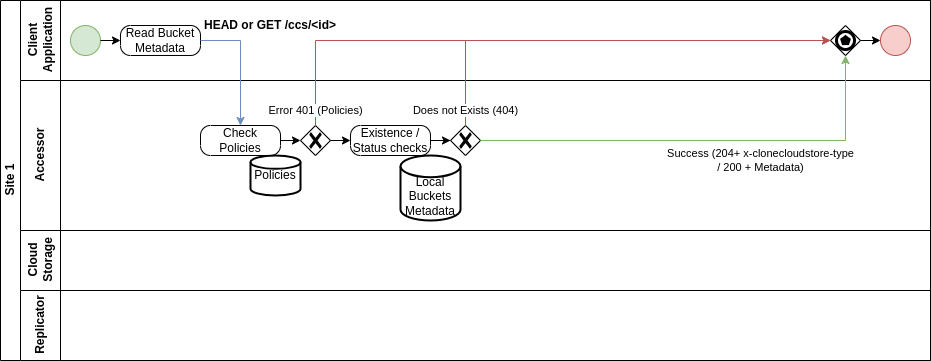 Site 1
Client
Application
Read Bucket
Metadata
HEAD or GET /ccs/<id>
Accessor
Error 401 (Policies)
Does not Exists (404)
Check
Policies
Existence /
Status checks
Policies
Local
Buckets
Metadata
Success (204+ x-clonecloudstore-type
/ 200 + Metadata)
Cloud
Storage
Replicator